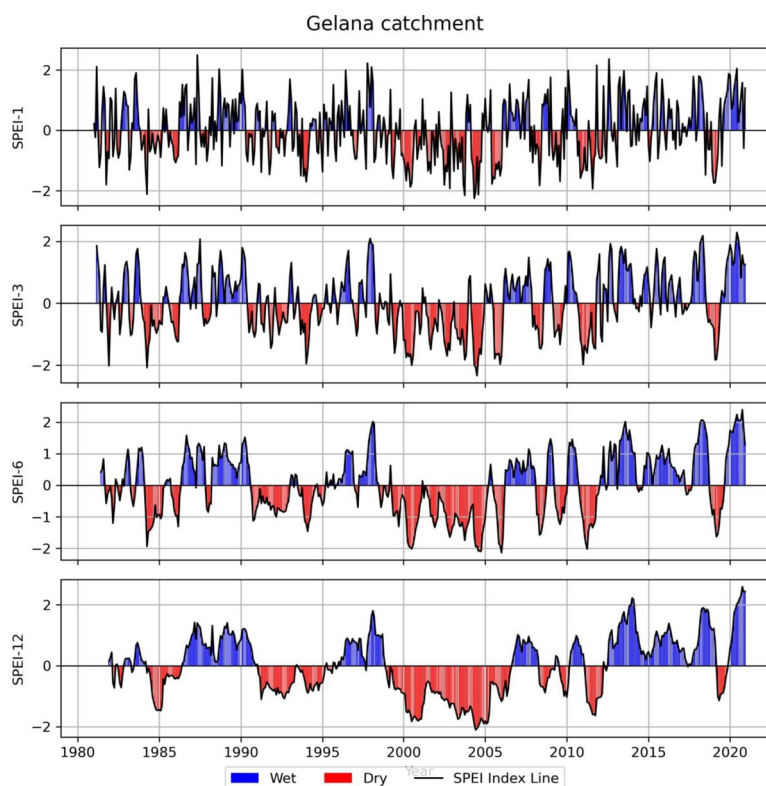 Gelana catchment
SPEI-1
2
0
−2
SPEI-3
2
0
−2
SPEI-6
2
1
0
−1
−2
SPEI-12
2
0
−2
1980 1985 1990 1995 2000 2005 2010 2015 2020
Year
Wet Dry SPEI Index Line